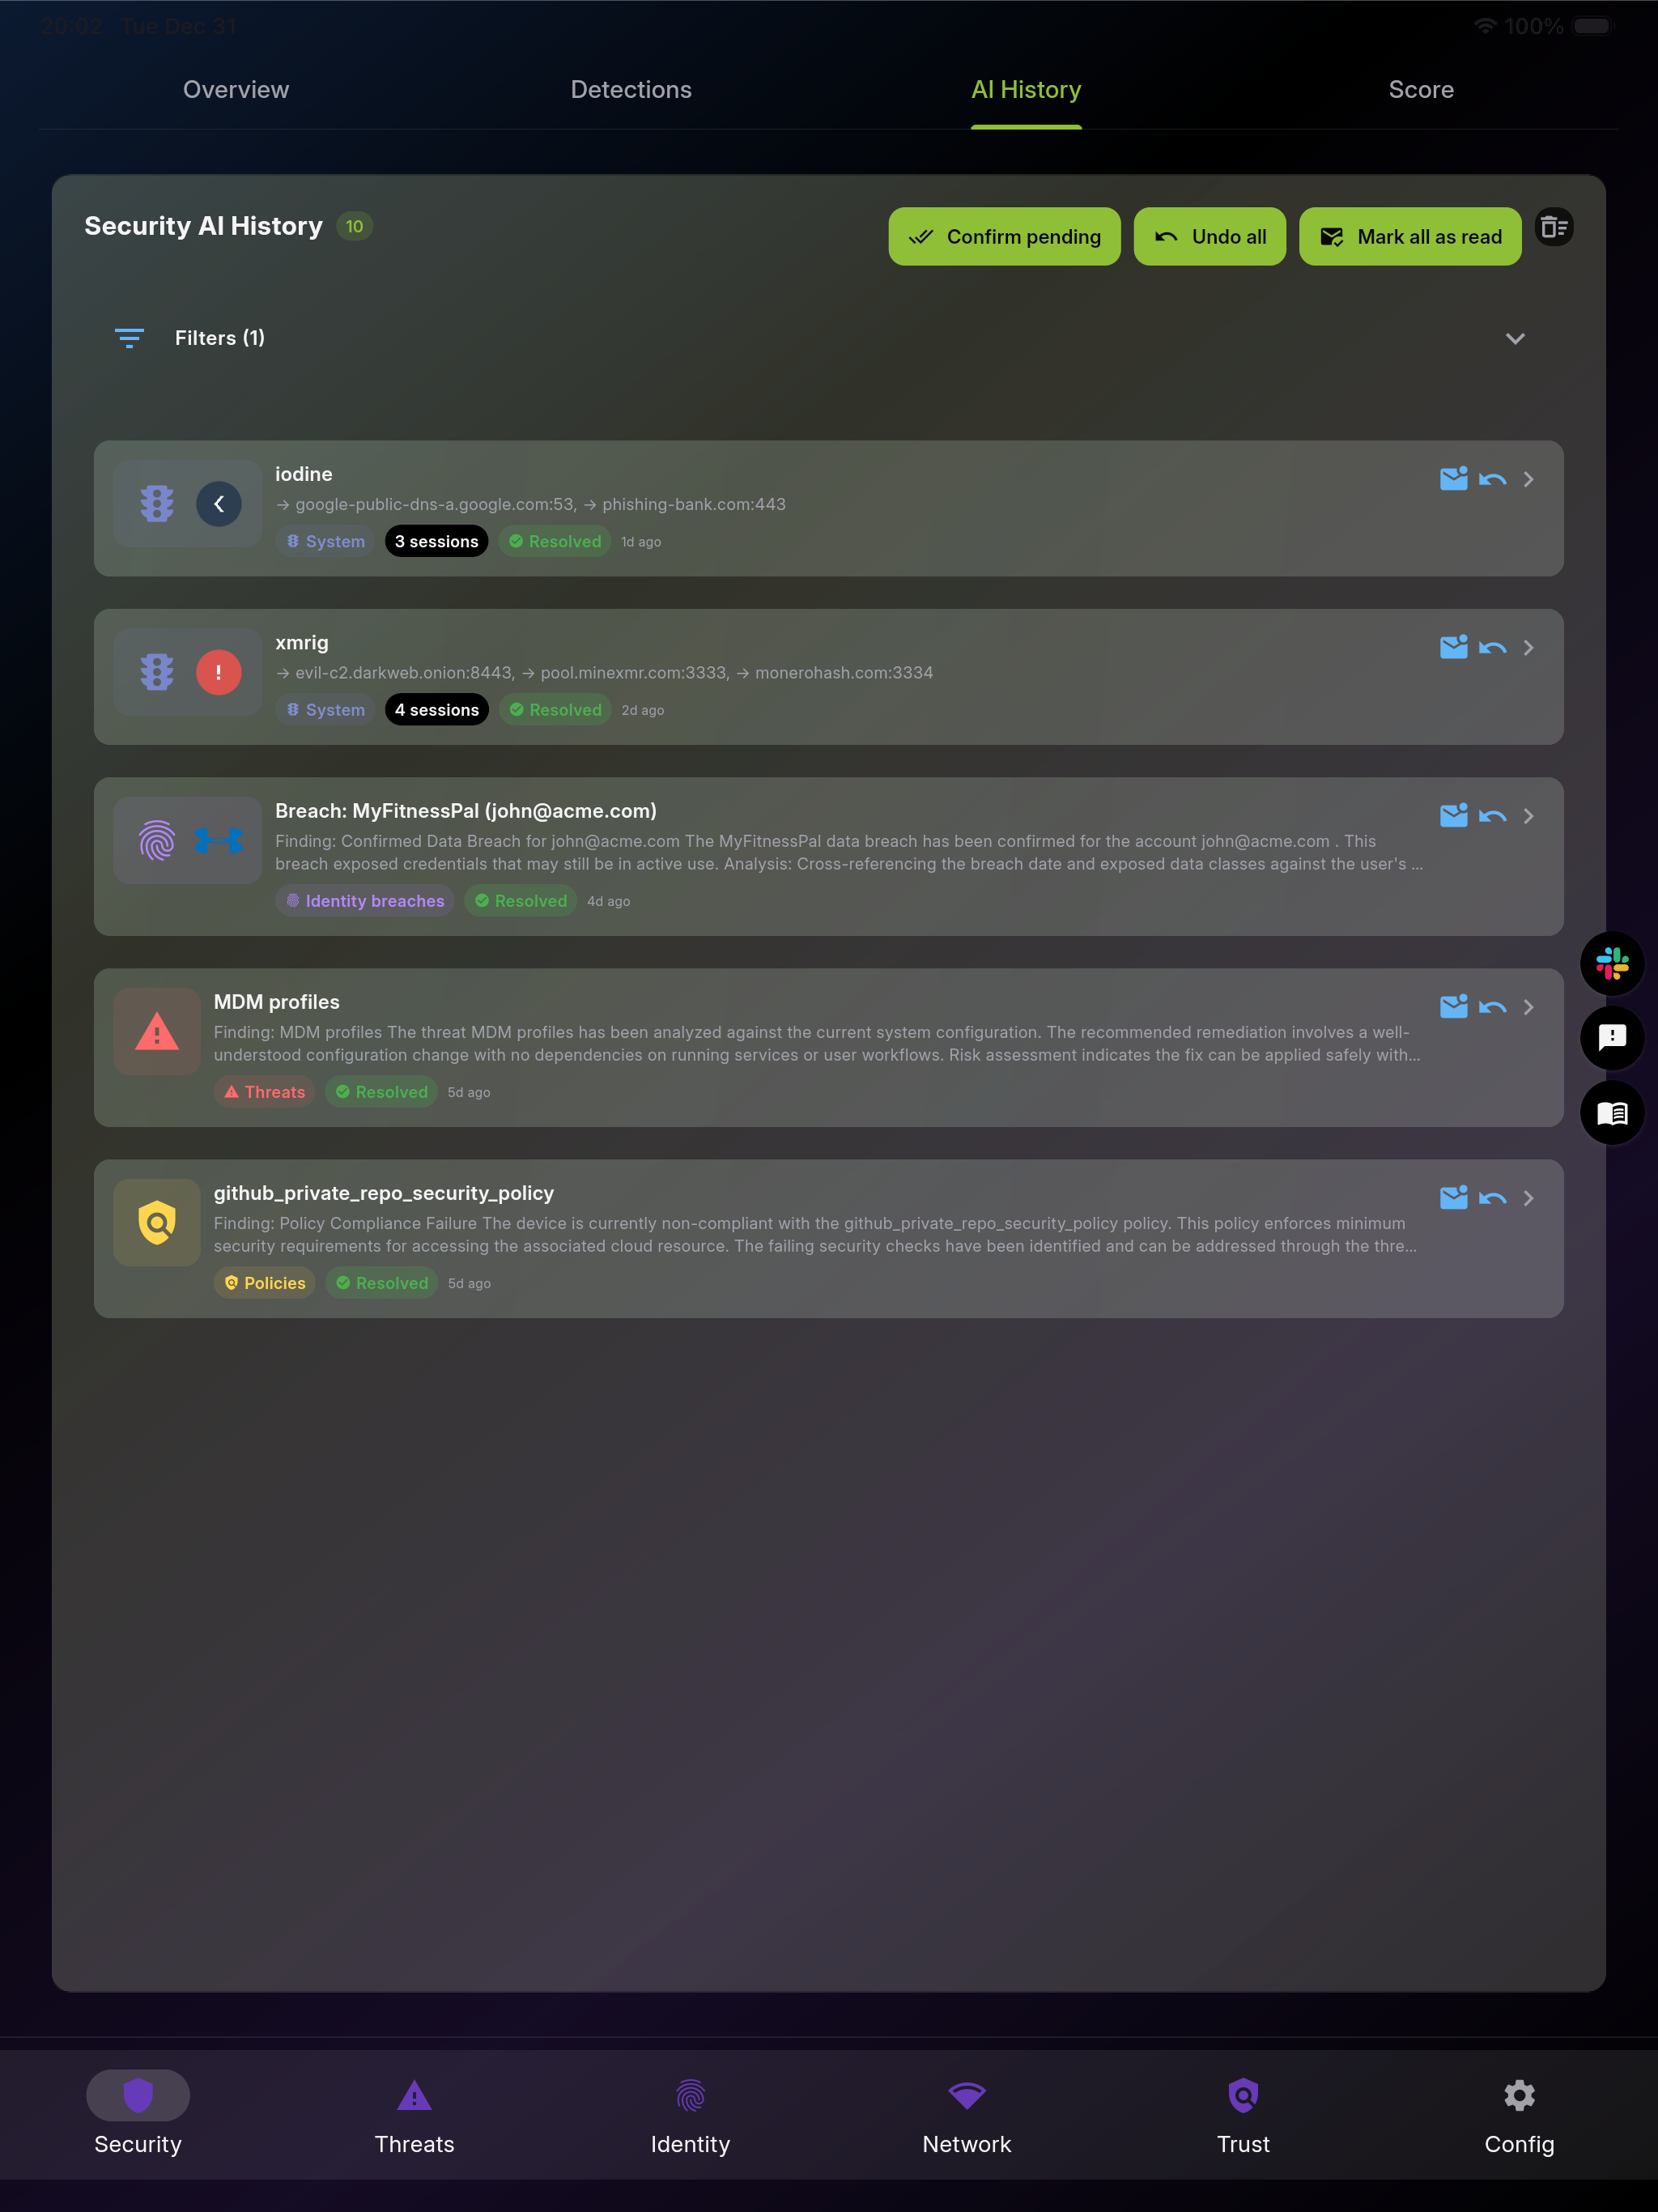 20:02 Tue Dec 31
100%
Overview
Detections
AI History
Score
Security AI History 10
Confirm pending
Undo all
Mark all as read
Filters (1)
iodine
→ google-public-dns-a.google.com:53, → phishing-bank.com:443
System 3 sessions Resolved 1d ago
xmrig
→ evil-c2.darkweb.onion:8443, → pool.minexmr.com:3333, → monerohash.com:3334
System 4 sessions Resolved 2d ago
Breach: MyFitnessPal (john@acme.com)
Finding: Confirmed Data Breach for john@acme.com The MyFitnessPal data breach has been confirmed for the account john@acme.com . This
breach exposed credentials that may still be in active use. Analysis: Cross-referencing the breach date and exposed data classes against the user's ...
Identity breaches Resolved 4d ago
MDM profiles
Finding: MDM profiles The threat MDM profiles has been analyzed against the current system configuration. The recommended remediation involves a well-
understood configuration change with no dependencies on running services or user workflows. Risk assessment indicates the fix can be applied safely with...
Threats Resolved 5d ago
github_private_repo_security_policy
Finding: Policy Compliance Failure The device is currently non-compliant with the github_private_repo_security_policy policy. This policy enforces minimum
security requirements for accessing the associated cloud resource. The failing security checks have been identified and can be addressed through the thre...
Policies Resolved 5d ago
Security
Threats
Identity
Network
Trust
Config